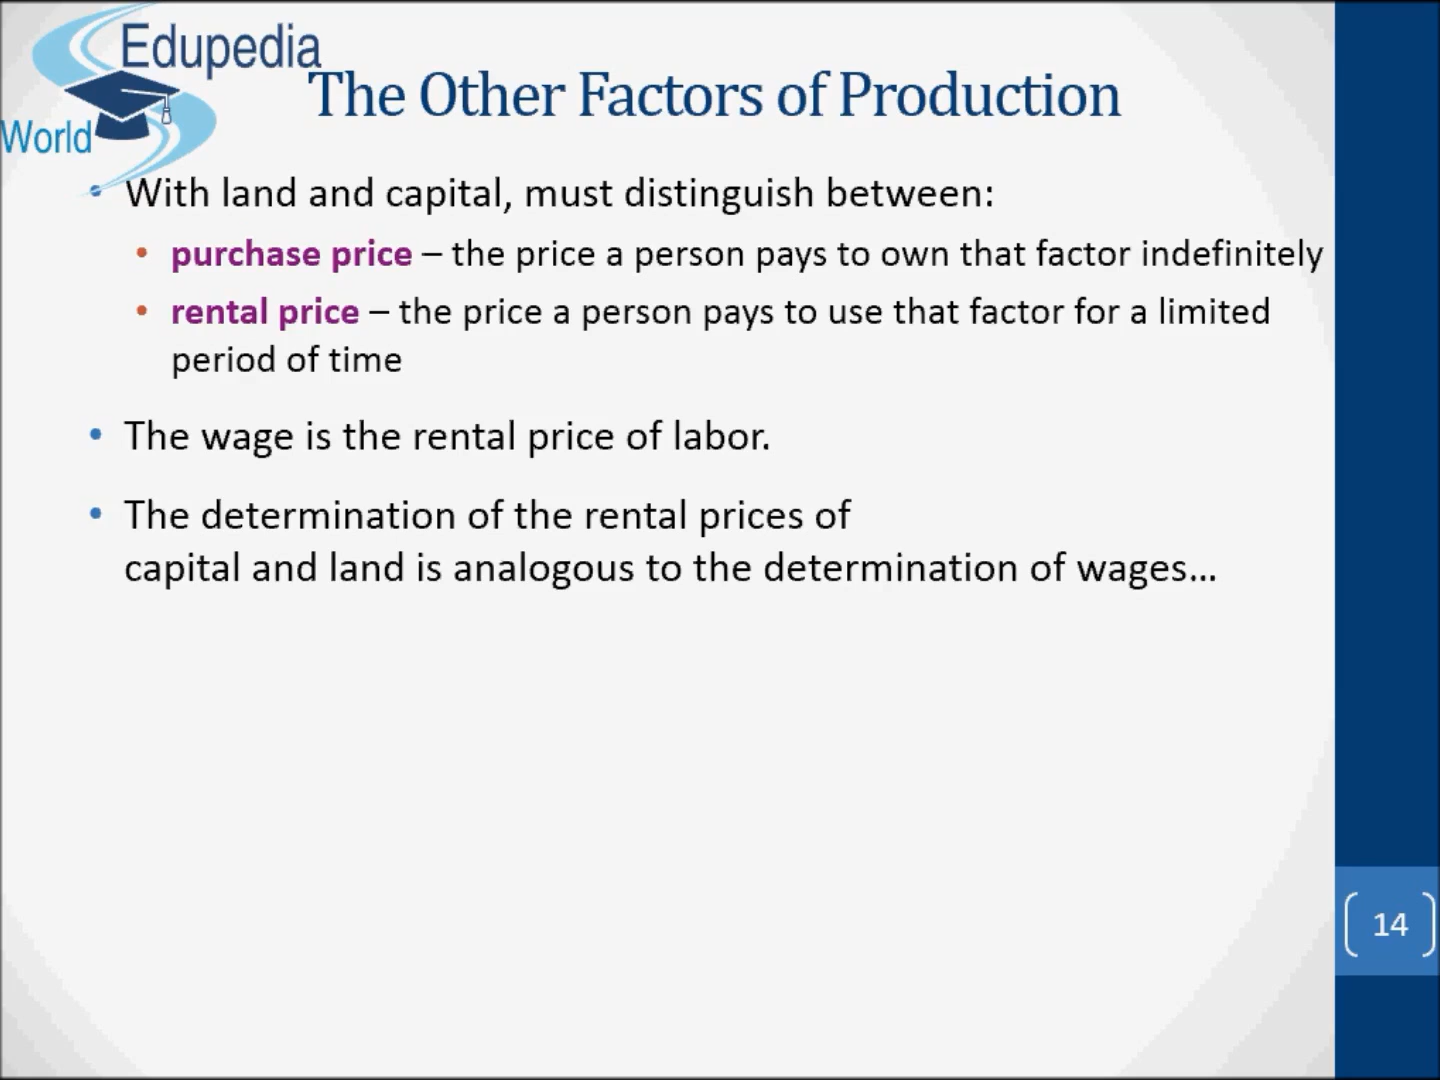 Edupedia
World
The Other Factors of Production
• With land and capital, must distinguish between:
• purchase price – the price a person pays to own that factor indefinitely
• rental price – the price a person pays to use that factor for a limited
period of time
• The wage is the rental price of labor.
• The determination of the rental prices of
capital and land is analogous to the determination of wages…
14